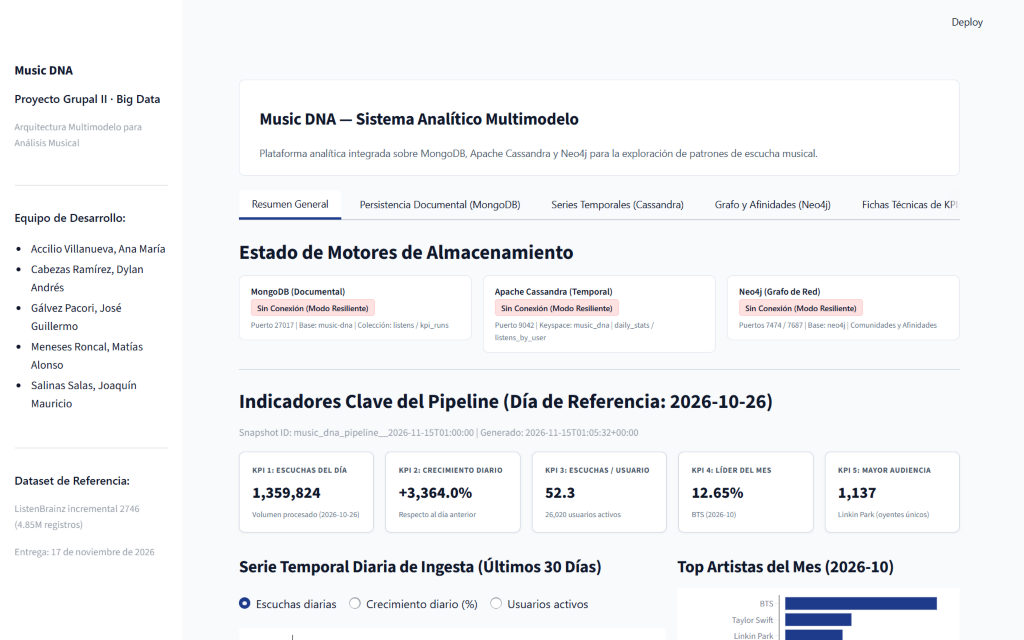 Deploy
Music DNA
Proyecto Grupal II · Big Data
Arquitectura Multimodelo para
Análisis Musical
Equipo de Desarrollo:
Accilio Villanueva, Ana María
Cabezas Ramírez, Dylan
Andrés
Gálvez Pacori, José
Guillermo
Meneses Roncal, Matías
Alonso
Salinas Salas, Joaquín
Mauricio
Dataset de Referencia:
ListenBrainz incremental 2746
(4.85M registros)
Entrega: 17 de noviembre de 2026
Music DNA — Sistema Analítico Multimodelo
Plataforma analítica integrada sobre MongoDB, Apache Cassandra y Neo4j para la exploración de patrones de escucha musical.
Resumen General
Persistencia Documental (MongoDB)
Series Temporales (Cassandra)
Grafo y Afinidades (Neo4j)
Fichas Técnicas de KPI
Estado de Motores de Almacenamiento
MongoDB (Documental)
Sin Conexión (Modo Resiliente)
Puerto 27017 | Base: music-dna | Colección: listens / kpi_runs
Apache Cassandra (Temporal)
Sin Conexión (Modo Resiliente)
Puerto 9042 | Keyspace: music_dna | daily_stats /
listens_by_user
Neo4j (Grafo de Red)
Sin Conexión (Modo Resiliente)
Puertos 7474 / 7687 | Base: neo4j | Comunidades y Afinidades
Indicadores Clave del Pipeline (Día de Referencia: 2026-10-26)
Snapshot ID: music_dna_pipeline__2026-11-15T01:00:00 | Generado: 2026-11-15T01:05:32+00:00
KPI 1: ESCUCHAS DEL DÍA
1,359,824
Volumen procesado (2026-10-26)
KPI 2: CRECIMIENTO DIARIO
+3,364.0%
Respecto al día anterior
KPI 3: ESCUCHAS / USUARIO
52.3
26,020 usuarios activos
KPI 4: LÍDER DEL MES
12.65%
BTS (2026-10)
KPI 5: MAYOR AUDIENCIA
1,137
Linkin Park (oyentes únicos)
Serie Temporal Diaria de Ingesta (Últimos 30 Días)
Escuchas diarias
Crecimiento diario (%)
Usuarios activos
Top Artistas del Mes (2026-10)
BTS
Taylor Swift
Linkin Park